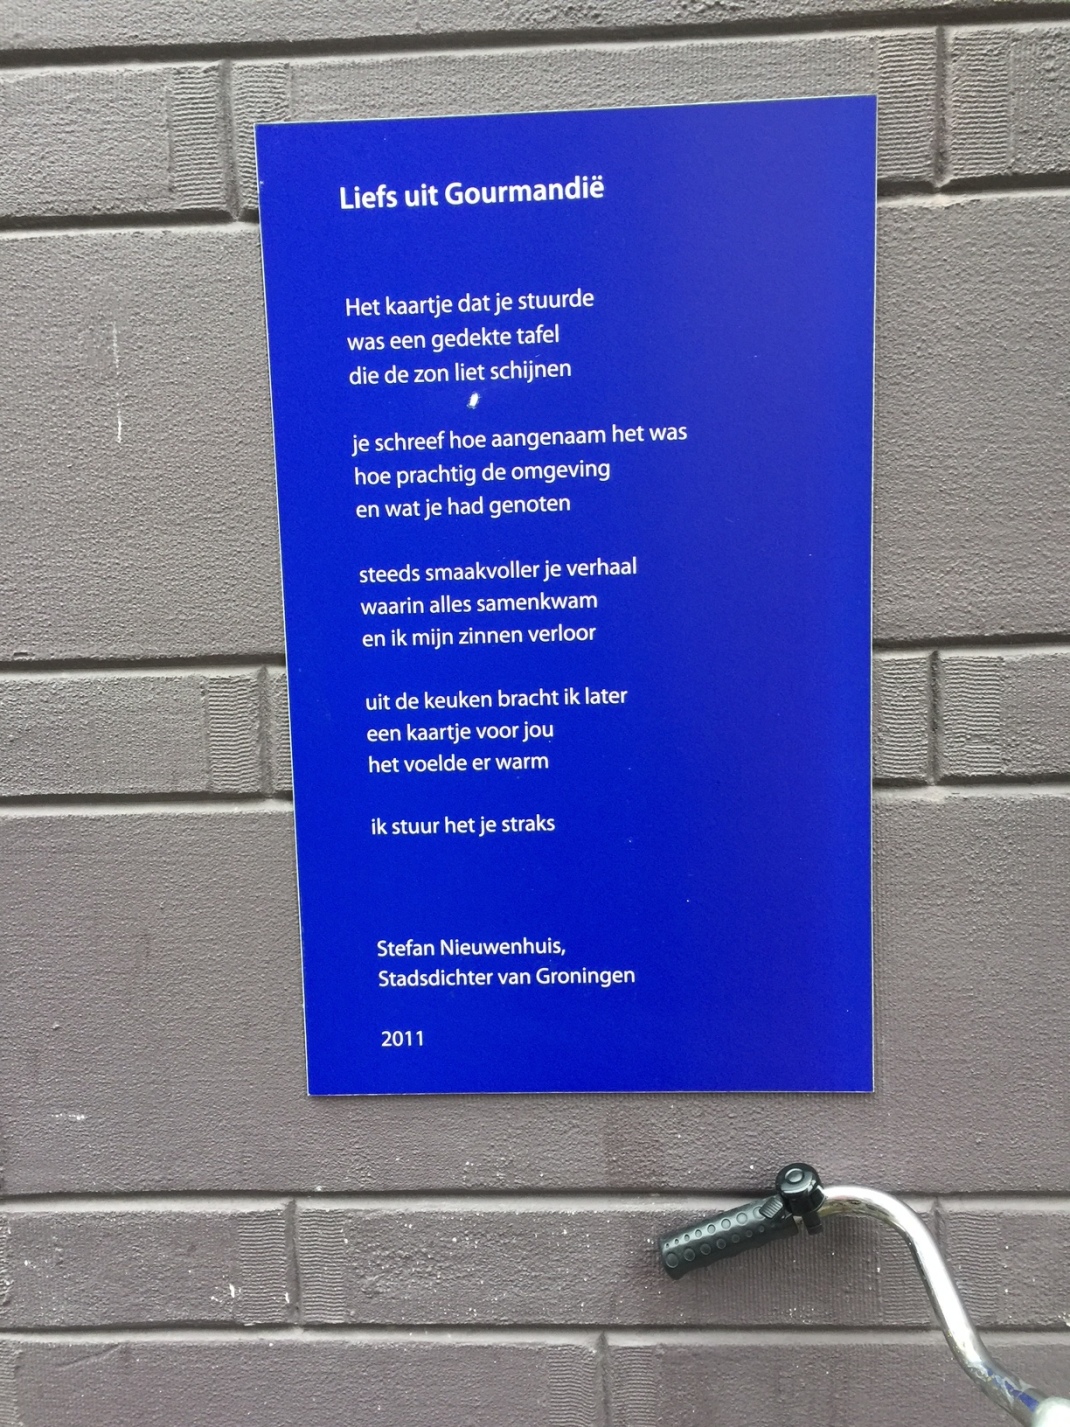 Liefs uit Gourmandië
Het kaartje dat je stuurde
was een gedekte tafel
die de zon liet schijnen
je schreef hoe aangenaam het was
hoe prachtig de omgeving
en wat je had genoten
steeds smaakvoller je verhaal
waarin alles samenkwam
en ik mijn zinnen verloor
uit de keuken bracht ik later
een kaartje voor jou
het voelde er warm
ik stuur het je straks
Stefan Nieuwenhuis,
Stadsdichter van Groningen
2011